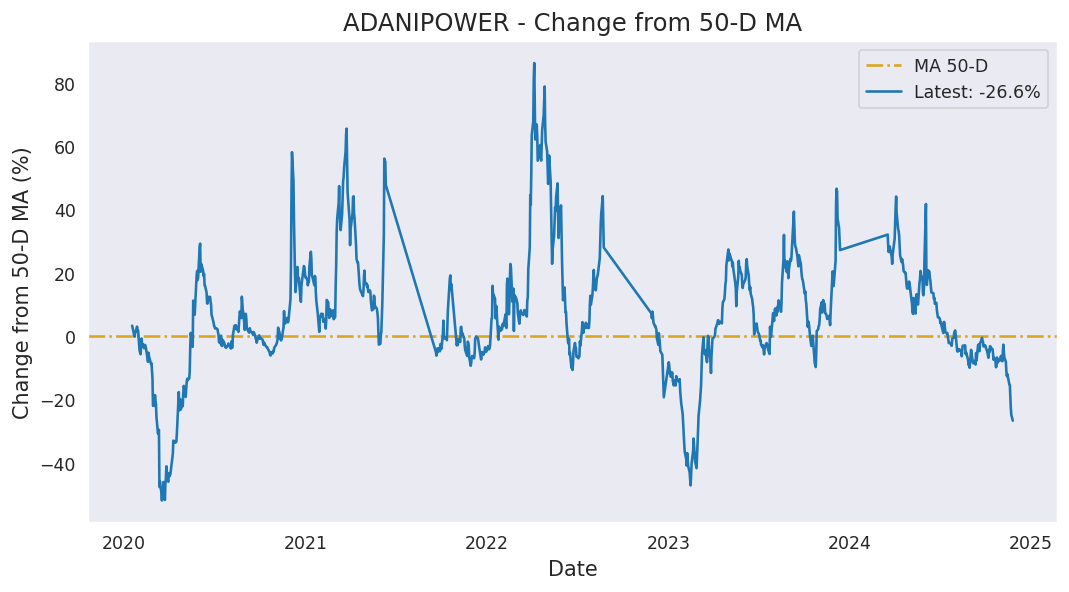 ADANIPOWER - Change from 50-D MA
MA 50-D
Latest: -26.6%
Change from 50-D MA (%)
80
60
40
20
0
−20
−40
2020
2021
2022
2023
2024
2025
Date